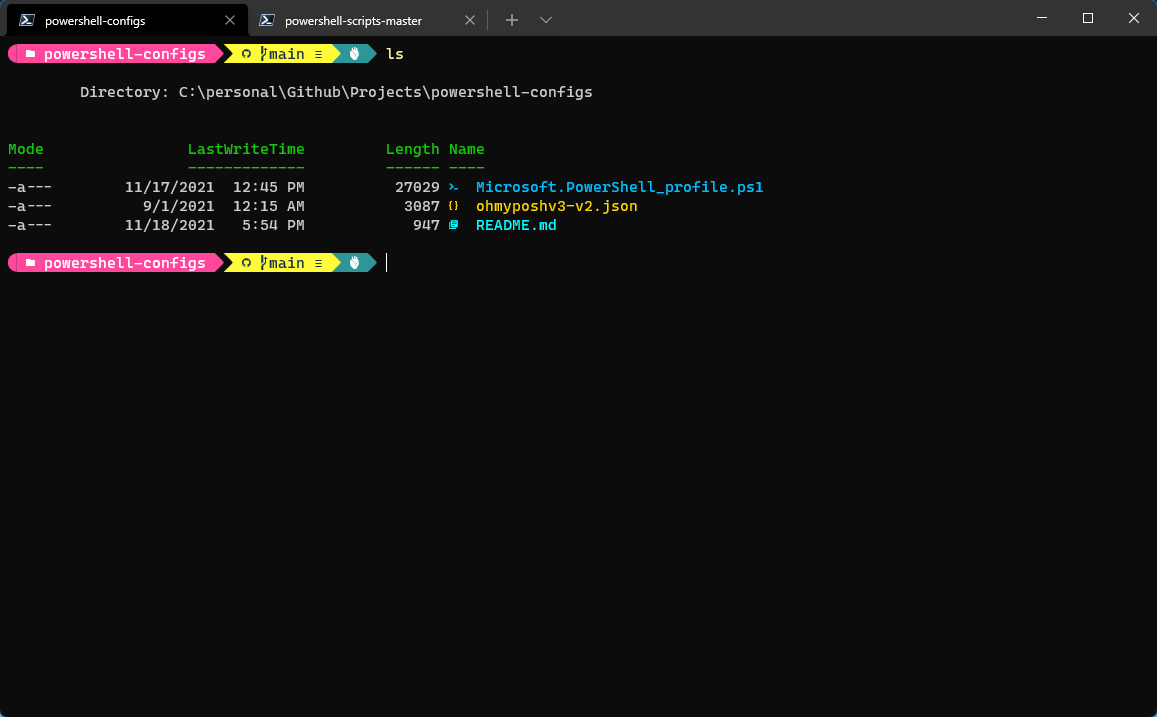 powershell-configs
powershell-scripts-master
powershell-configs main ≡ ls
Directory: C:\personal\Github\Projects\powershell-configs
Mode LastWriteTime Length Name
---- ------------- ------ ----
-a--- 11/17/2021 12:45 PM 27029 Microsoft.PowerShell_profile.ps1
-a--- 9/1/2021 12:15 AM 3087 {} ohmyposhv3-v2.json
-a--- 11/18/2021 5:54 PM 947 README.md
powershell-configs main ≡